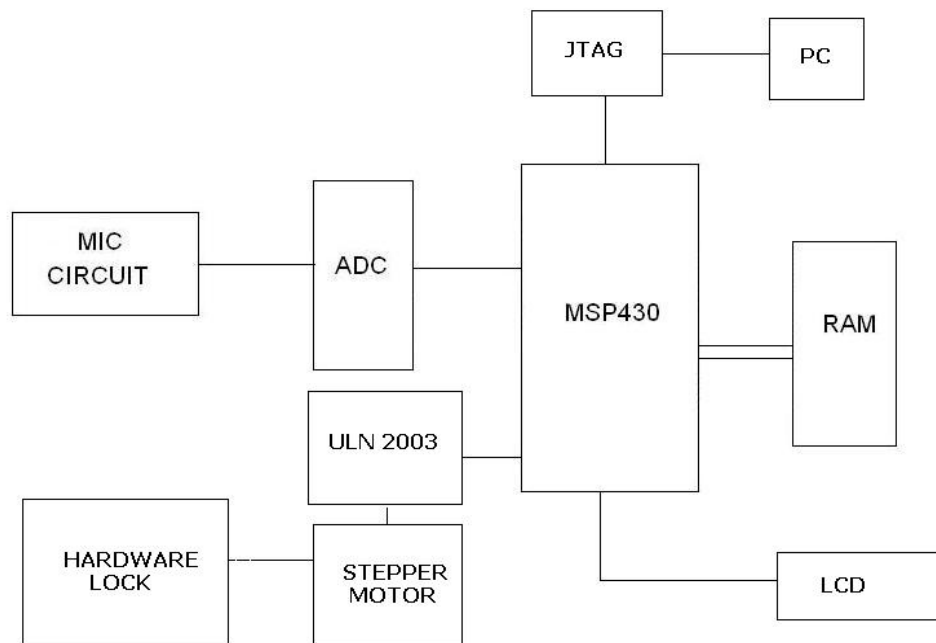 JTAG
PC
MIC
CIRCUIT
ADC
MSP430
RAM
ULN 2003
HARDWARE
LOCK
STEPPER
MOTOR
LCD